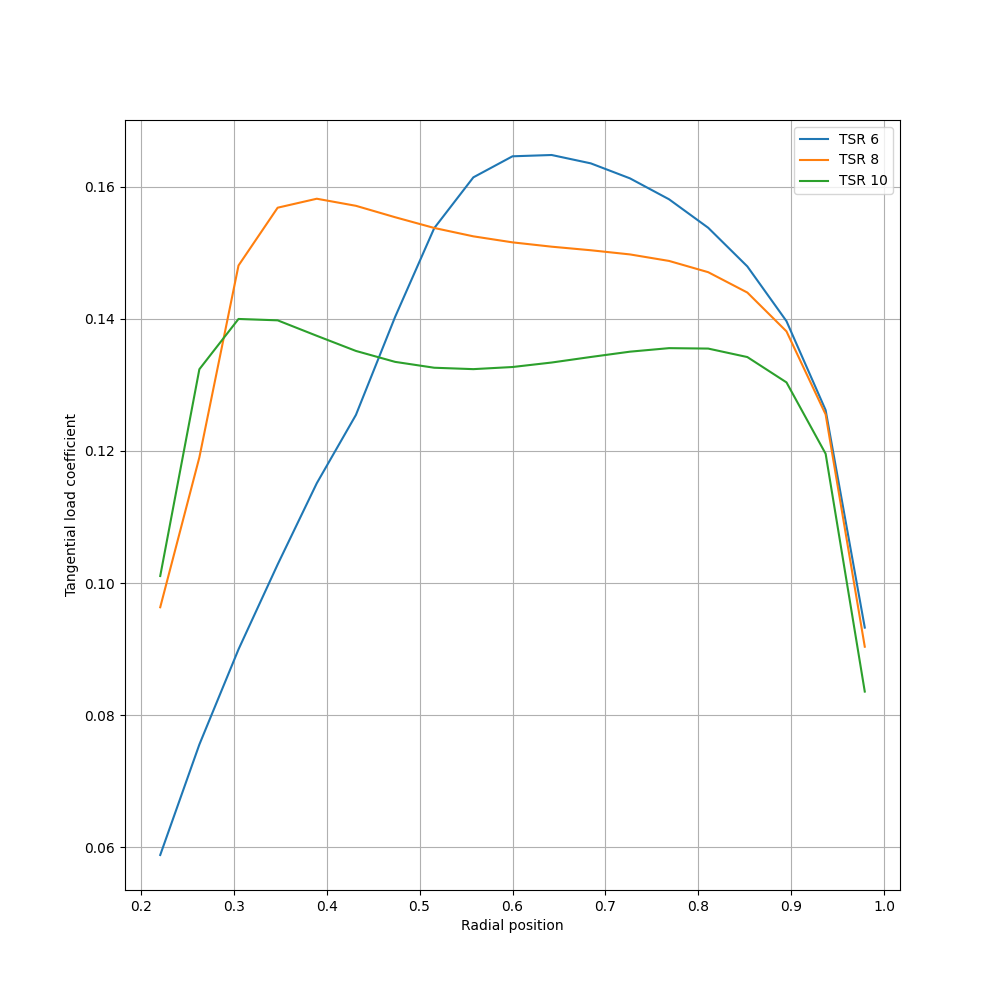 TSR 6
TSR 8
TSR 10
Tangential load coefficient
0.16
0.14
0.12
0.10
0.08
0.06
0.2 0.3 0.4 0.5 0.6 0.7 0.8 0.9 1.0
Radial position